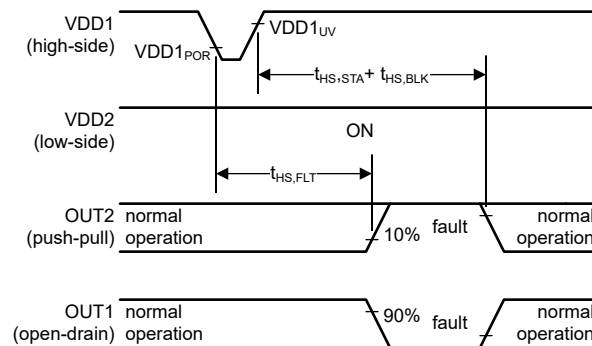 VDD1
(high-side)
VDD1POR
VDD1UV
tHS,STA + tHS,BLK
VDD2
(low-side)
ON
tHS,FLT
OUT2
(push-pull)
normal
operation
10%
fault
normal
operation
OUT1
(open-drain)
normal
operation
90%
fault
normal
operation